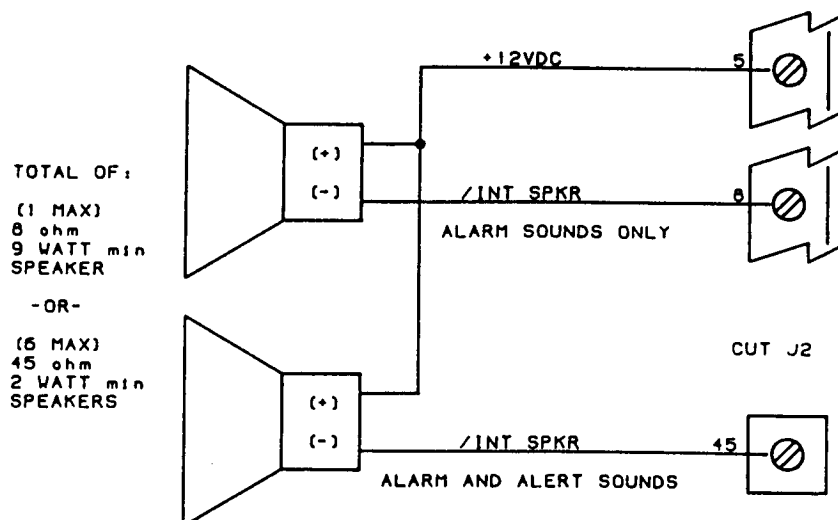 +12VDC
5
(+)
(-)
/INT SPKR
8
ALARM SOUNDS ONLY
TOTAL OF:
(1 MAX)
8 ohm
9 WATT min
SPEAKER
-OR-
(6 MAX)
45 ohm
2 WATT min
SPEAKERS
CUT J2
(+)
(-)
/INT SPKR
45
ALARM AND ALERT SOUNDS